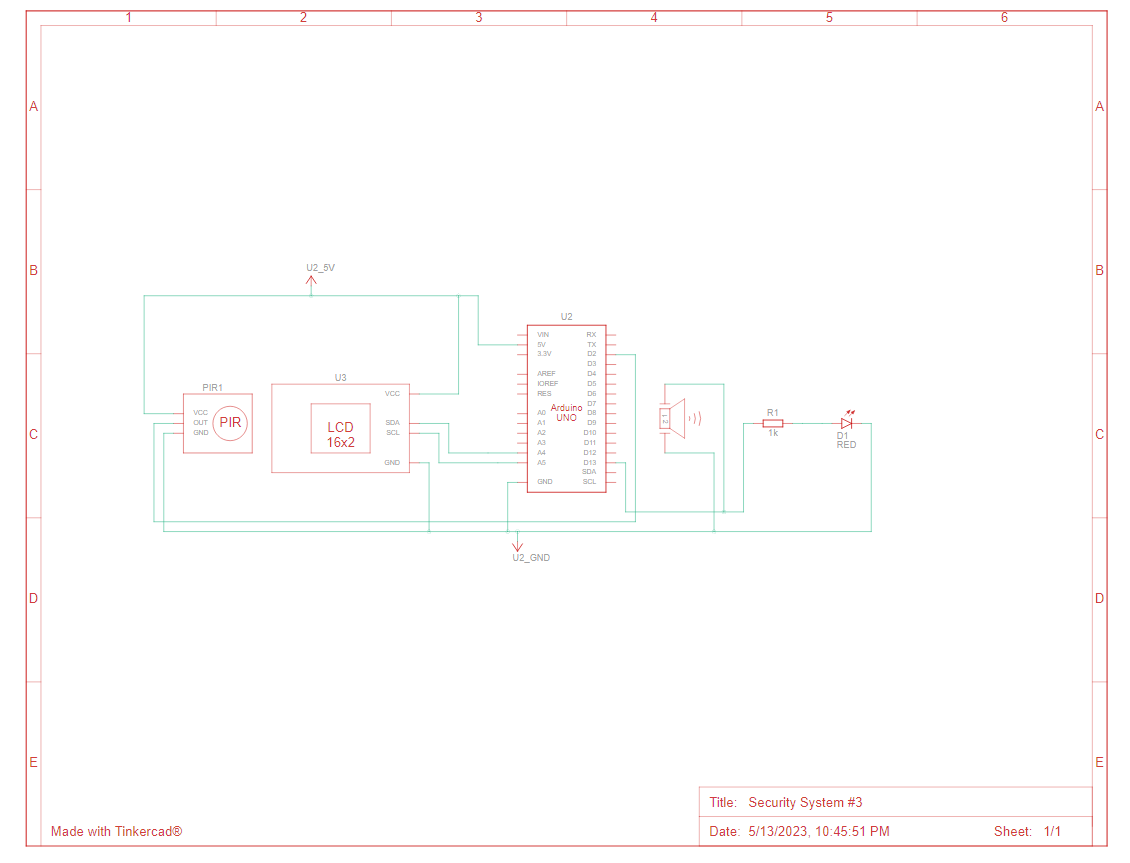 1 2 3 4 5 6
A A
B B
U2_5V
U2
VIN RX
5V TX
3.3V D2
D3
AREF D4
IOREF D5
RES D6
D7
A0 D8
A1 D9
A2 D10
A3 D11
A4 D12
A5 D13
SDA
GND SCL
Arduino
UNO
PIR1
VCC
OUT
GND
PIR
U3
VCC
SDA
SCL
GND
LCD
16x2
R1
1k
D1
RED
C C
U2_GND
D D
E E
Title: Security System #3
Made with Tinkercad®
Date: 5/13/2023, 10:45:51 PM Sheet: 1/1